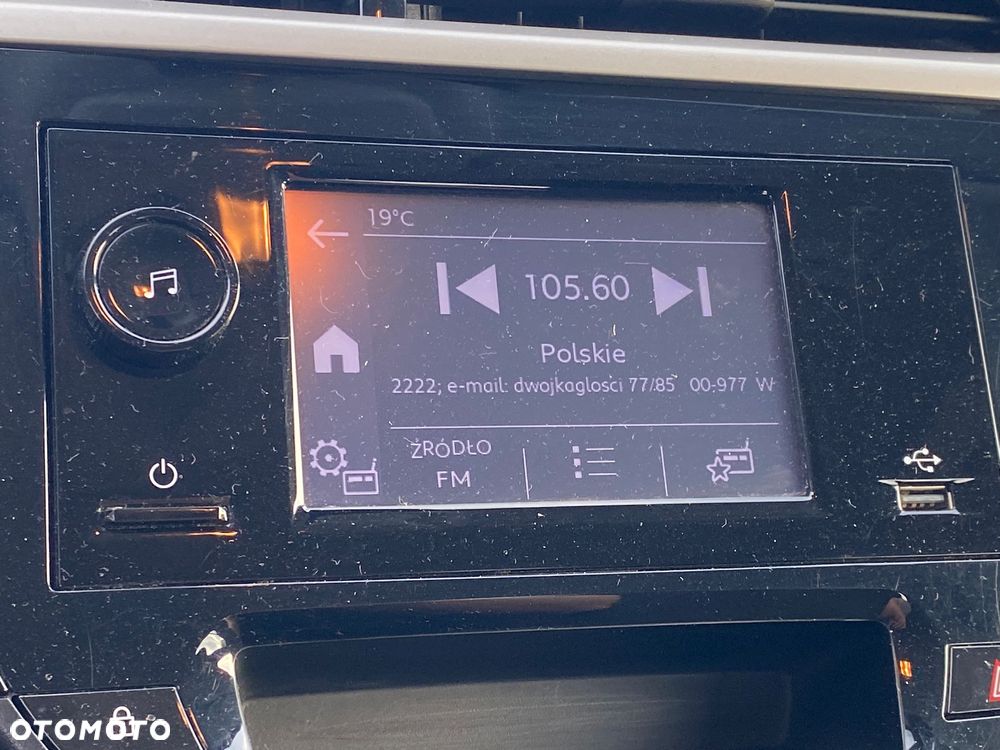 19°C
105.60
Polskie
2222; e-mail: dwojkaglosci 77/85 00-977 W
ŹRÓDŁO
FM
OTOMOTO